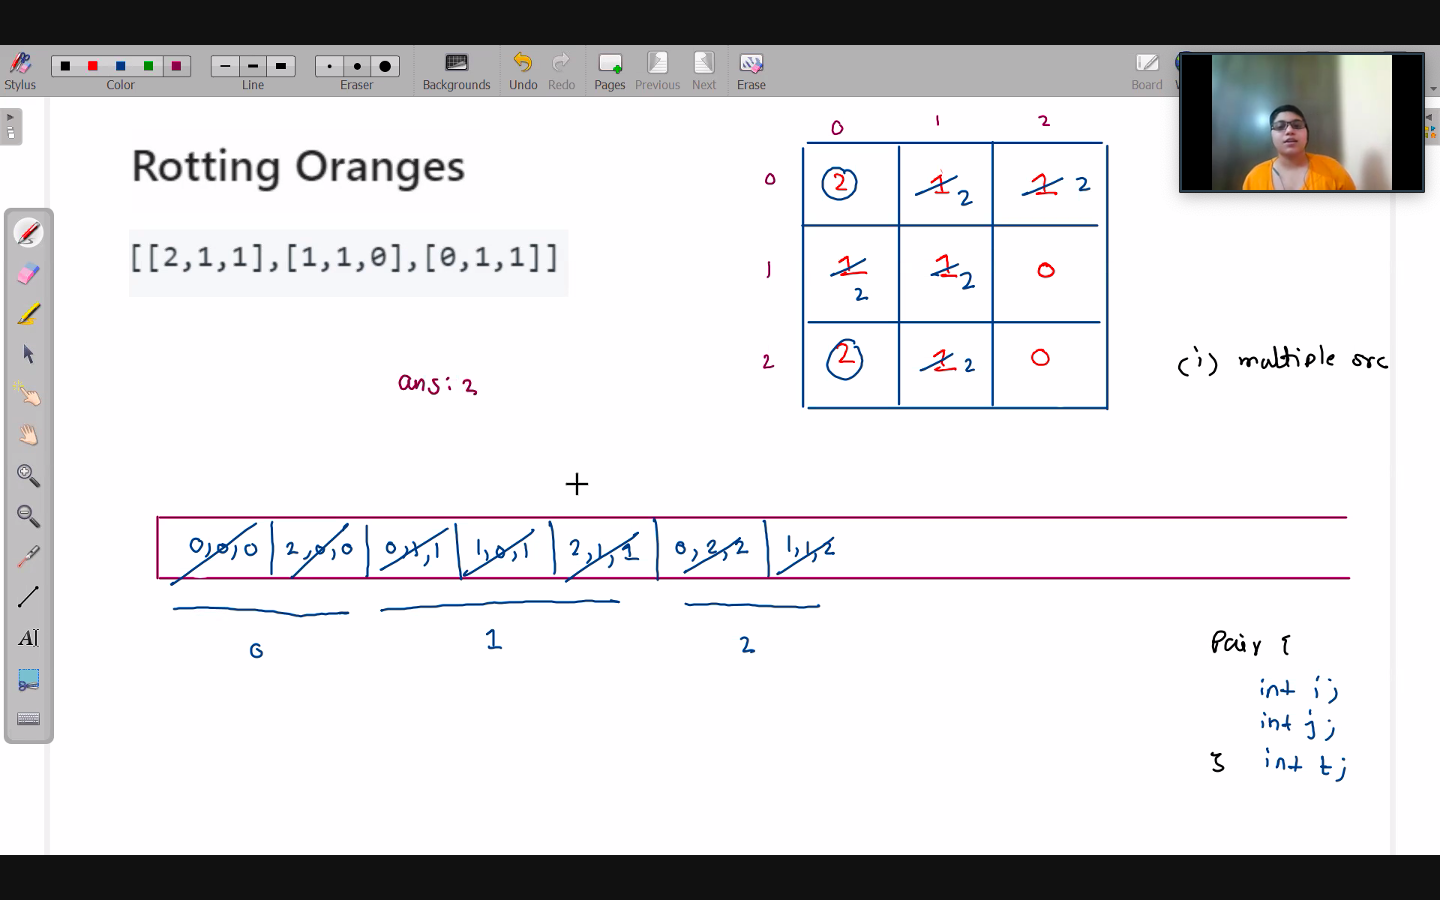 Stylus
Color
Line
Eraser
Backgrounds
Undo
Redo
Pages
Previous
Next
Erase
Board
Rotting Oranges
[[2,1,1],[1,1,0],[0,1,1]]
ans: 2
0 1 2
0 2 1 2 1 2
1 1 2 1 2 0
2 2 1 2 0
(i) multiple src
0,0,0 2,0,0 0,1,1 1,0,1 2,1,1 0,2,2 1,1,2
0 1 2
Pair {
int i;
int j;
} int t;
AI